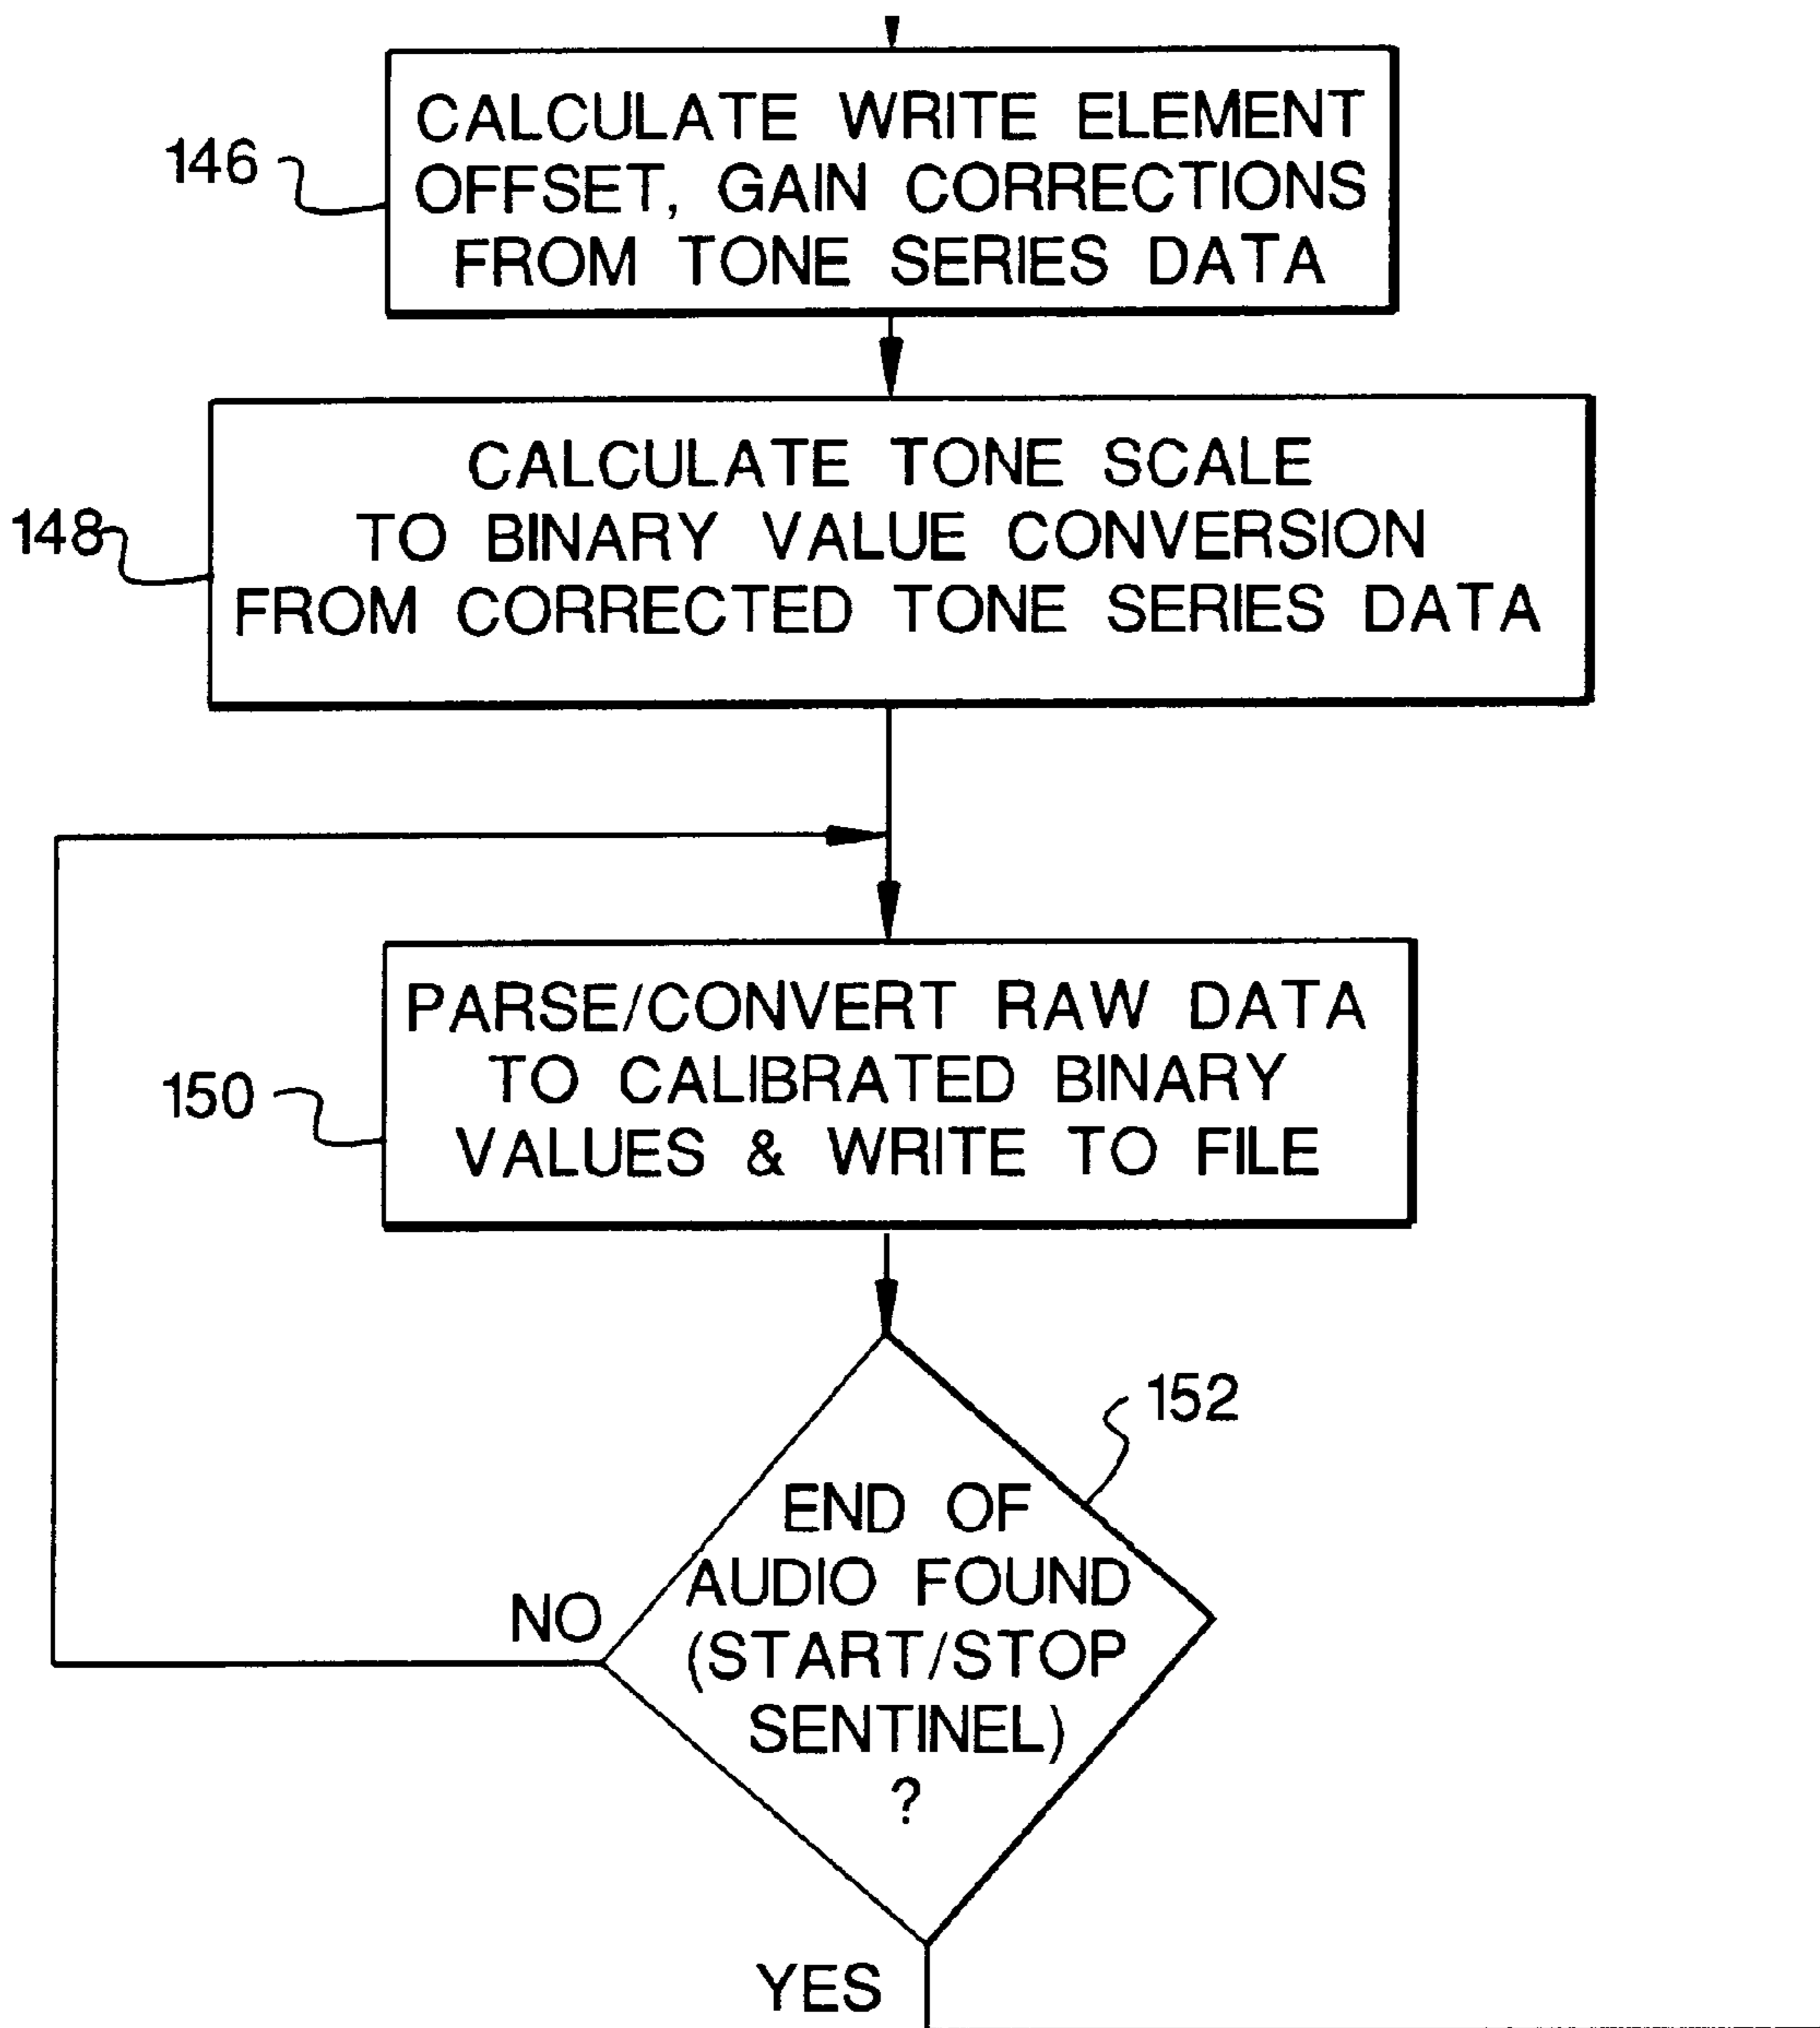 146
CALCULATE WRITE ELEMENT
OFFSET, GAIN CORRECTIONS
FROM TONE SERIES DATA
148
CALCULATE TONE SCALE
TO BINARY VALUE CONVERSION
FROM CORRECTED TONE SERIES DATA
150
PARSE/CONVERT RAW DATA
TO CALIBRATED BINARY
VALUES & WRITE TO FILE
152
END OF
AUDIO FOUND
(START/STOP
SENTINEL)
?
NO
YES